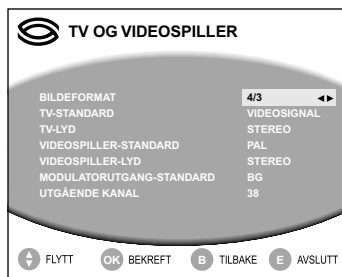 TV OG VIDEOSPILLER
BILDEFORMAT 4/3
TV-STANDARD VIDEOSIGNAL
TV-LYD STEREO
VIDEOSPILLER-STANDARD PAL
VIDEOSPILLER-LYD STEREO
MODULATORUTGANG-STANDARD BG
UTGÅENDE KANAL 38
FLYTT OK BEKREFT B TILBAKE E AVSLUTT